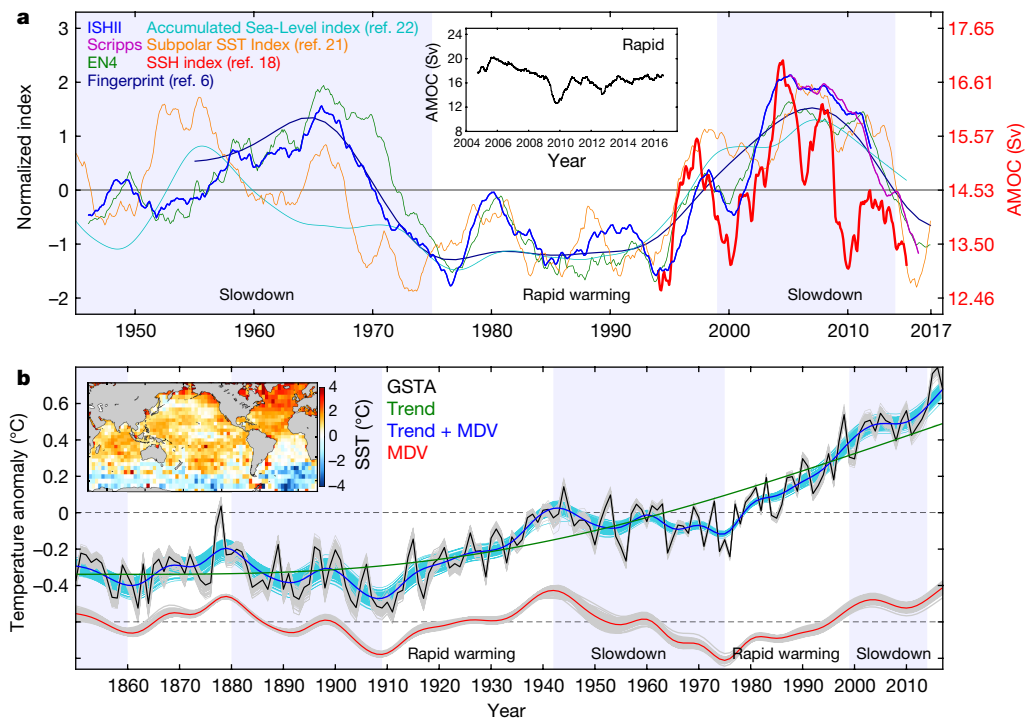 a
ISHII Accumulated Sea-Level index (ref. 22)
Scripps Subpolar SST Index (ref. 21)
EN4 SSH index (ref. 18)
Fingerprint (ref. 6)
Normalized index
3
2
1
0
−1
−2
1950 1960 1970 1980 1990 2000 2010 2017
Slowdown Rapid warming Slowdown
17.65
16.61
15.57
14.53
13.50
12.46
AMOC (Sv)
Rapid
AMOC (Sv)
24
20
16
12
8
2004 2006 2008 2010 2012 2014 2016
Year
b
Temperature anomaly (°C)
0.6
0.4
0.2
0
−0.2
−0.4
GSTA
Trend
Trend + MDV
MDV
4
2
0
−2
−4
SST (°C)
Rapid warming Slowdown Rapid warming Slowdown
1860 1870 1880 1890 1900 1910 1920 1930 1940 1950 1960 1970 1980 1990 2000 2010
Year